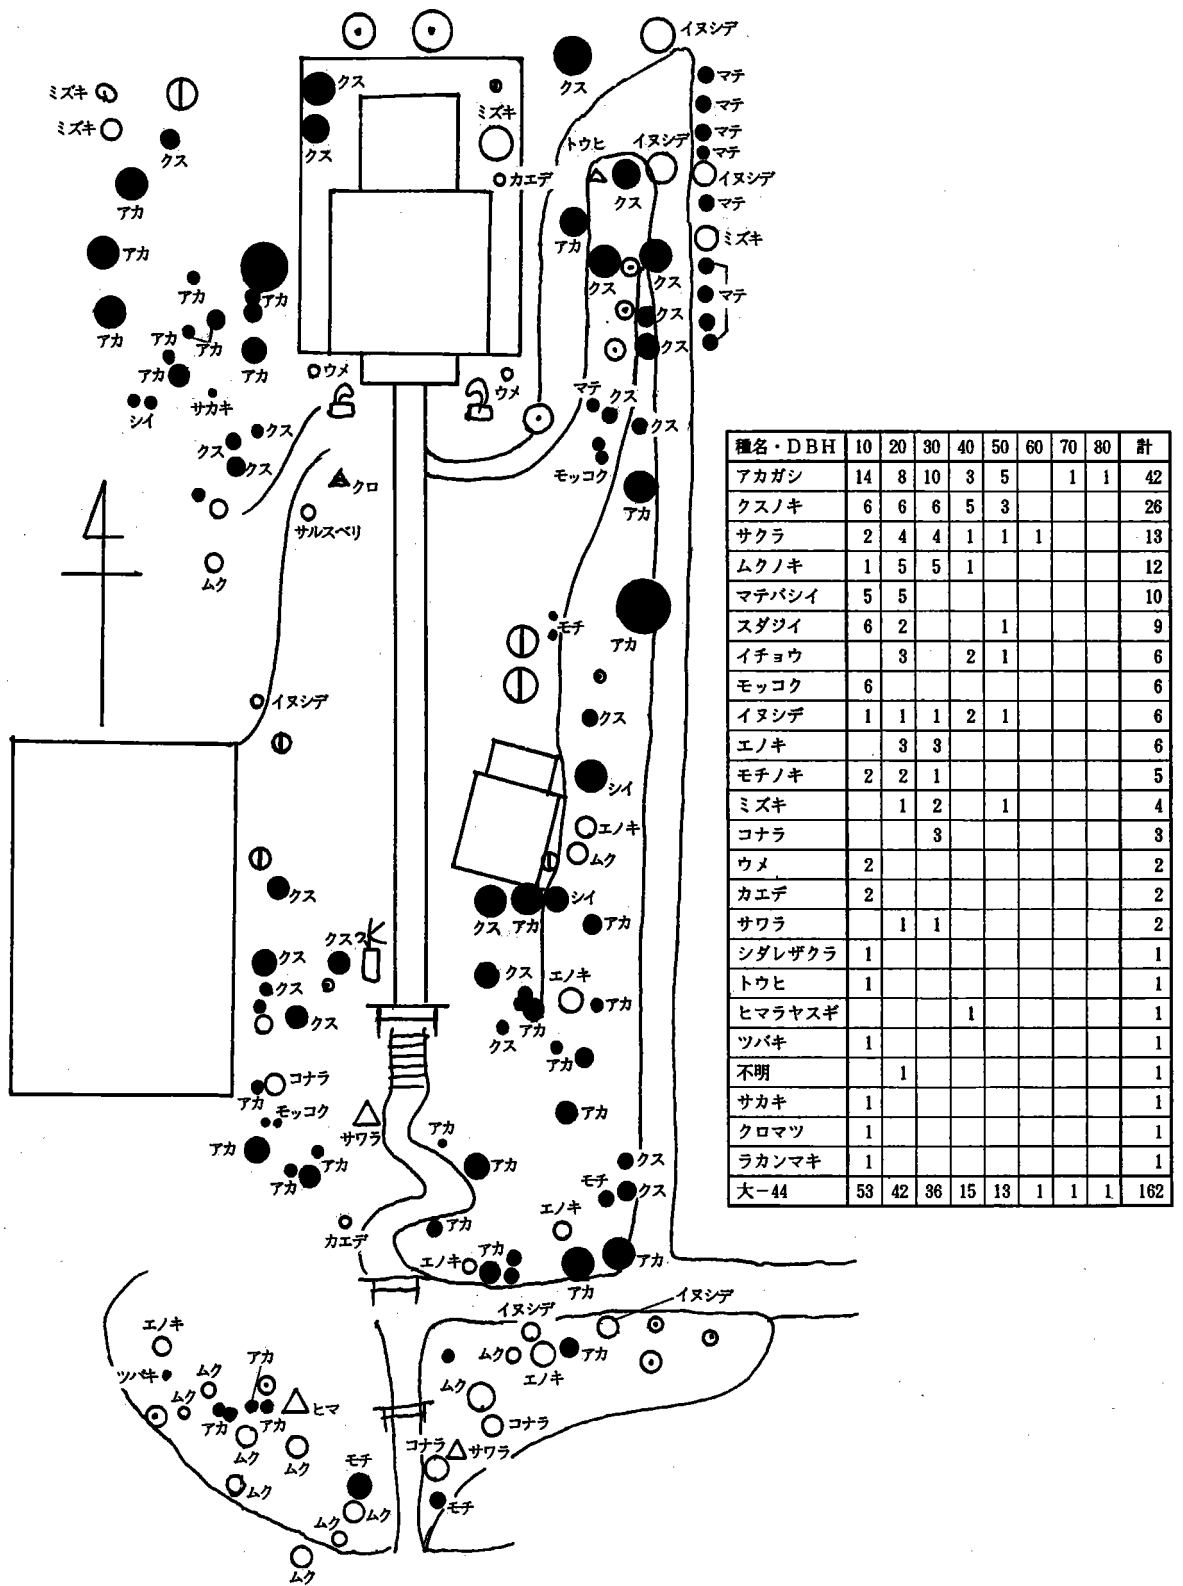 イヌシデ
クス
マテ
ミズキ
クス
ミズキ
マテ
ミズキ
マテ
クス
クス
トウヒ
イヌシデ
マテ
カエデ
イヌシデ
アカ
クス
マテ
アカ
ミズキ
アカ
クス
クス
アカ
アカ
マテ
アカ
クス
アカ
アカ
クス
アカ
アカ
ウメ
ウメ
シイ
サカキ
マテ
クス
クス
クス
クス
クス
モッコク
クロ
アカ
サルスベリ
ムク
モチ
アカ
イヌシデ
クス
シイ
エノキ
ムク
クス
クス
アカ
シイ
アカ
クス
水
クス
クス
エノキ
クス
アカ
クス
アカ
クス
アカ
コナラ
アカ
モッコク
サワラ
アカ
アカ
アカ
アカ
アカ
アカ
クス
モチ
クス
カエデ
アカ
エノキ
エノキ
アカ
アカ
アカ
イヌシデ
イヌシデ
エノキ
ツバキ
ムク
アカ
ムク
アカ
エノキ
ムク
アカ
アカ
ヒマ
ムク
コナラ
ムク
ムク
コナラ
サワラ
ムク
モチ
ムク
モチ
ムク
ムク
種名・DBH 10 20 30 40 50 60 70 80 計
アカガシ 14 8 10 3 5 1 1 42
クスノキ 6 6 6 5 3 26
サクラ 2 4 4 1 1 1 13
ムクノキ 1 5 5 1 12
マテバシイ 5 5 10
スダジイ 6 2 1 9
イチョウ 3 2 1 6
モッコク 6 6
イヌシデ 1 1 1 2 1 6
エノキ 3 3 6
モチノキ 2 2 1 5
ミズキ 1 2 1 4
コナラ 3 3
ウメ 2 2
カエデ 2 2
サワラ 1 1 2
シダレザクラ 1 1
トウヒ 1 1
ヒマラヤスギ 1 1
ツバキ 1 1
不明 1 1
サカキ 1 1
クロマツ 1 1
ラカンマキ 1 1
大－44 53 42 36 15 13 1 1 1 162